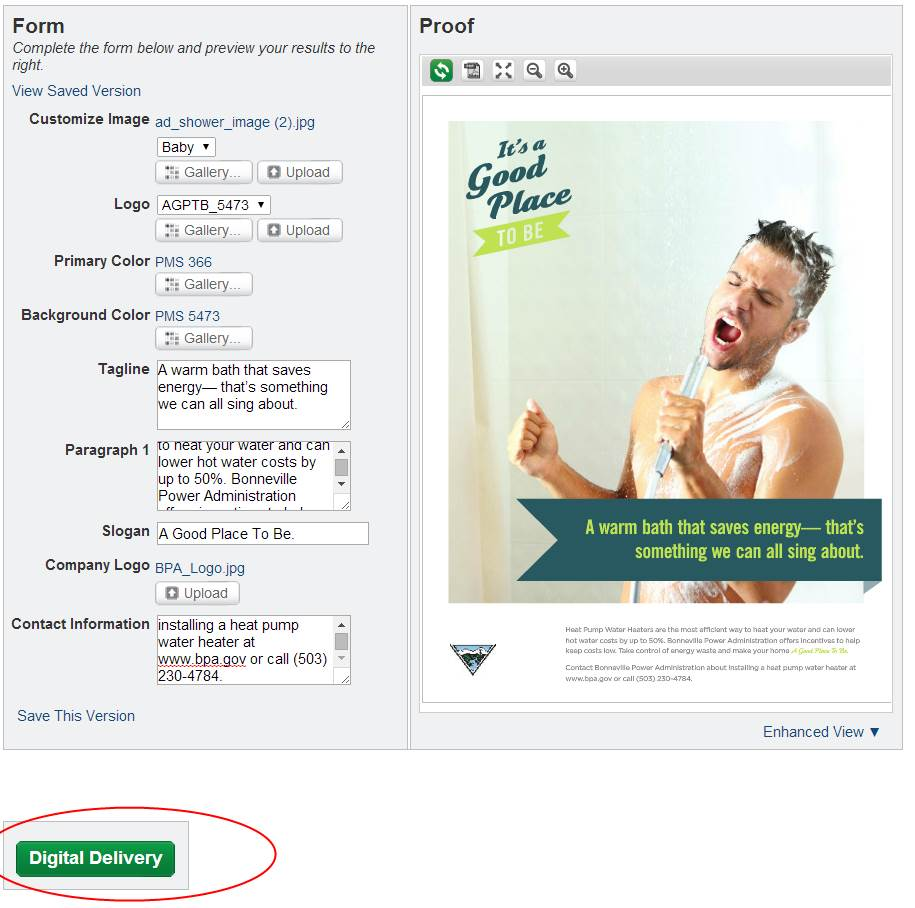 Form
Complete the form below and preview your results to the
right.
View Saved Version
Customize Image ad_shower_image (2).jpg
Baby ▼
Gallery... Upload
Logo AGPTB_5473 ▼
Gallery... Upload
Primary Color PMS 366
Gallery...
Background Color PMS 5473
Gallery...
Tagline A warm bath that saves
energy— that's something
we can all sing about.
Paragraph 1 to heat your water and can
lower hot water costs by
up to 50%. Bonneville
Power Administration
Slogan A Good Place To Be.
Company Logo BPA_Logo.jpg
Upload
Contact Information installing a heat pump
water heater at
www.bpa.gov or call (503)
230-4784.
Save This Version
Proof
It's a
Good
Place
TO BE
A warm bath that saves energy— that's
something we can all sing about.
Heat Pump Water Heaters are the most efficient way to heat your water and can lower
hot water costs by up to 50%. Bonneville Power Administration offers incentives to help
keep costs low. Take control of energy waste and make your home A Good Place To Be.
Contact Bonneville Power Administration about installing a heat pump water heater at
www.bpa.gov or call (503) 230-4784.
Enhanced View ▼
Digital Delivery